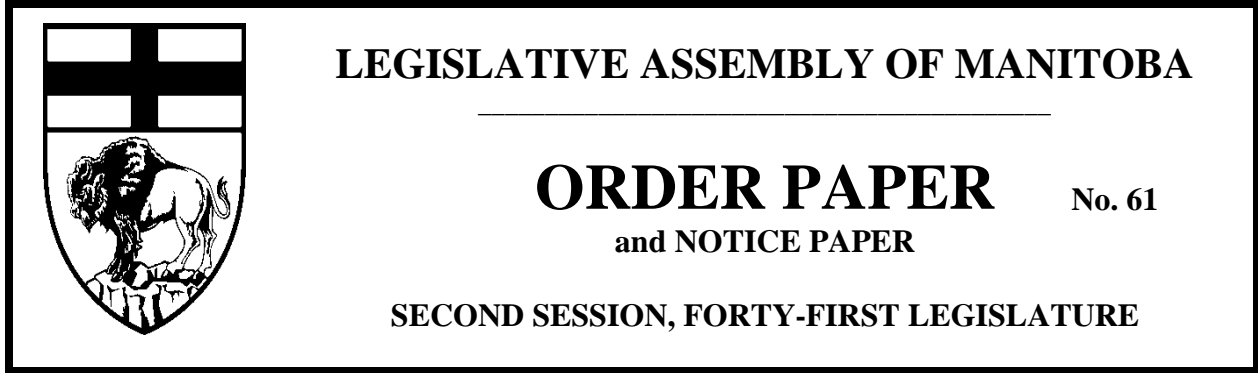 LEGISLATIVE ASSEMBLY OF MANITOBA
ORDER PAPER No. 61
and NOTICE PAPER
SECOND SESSION, FORTY-FIRST LEGISLATURE